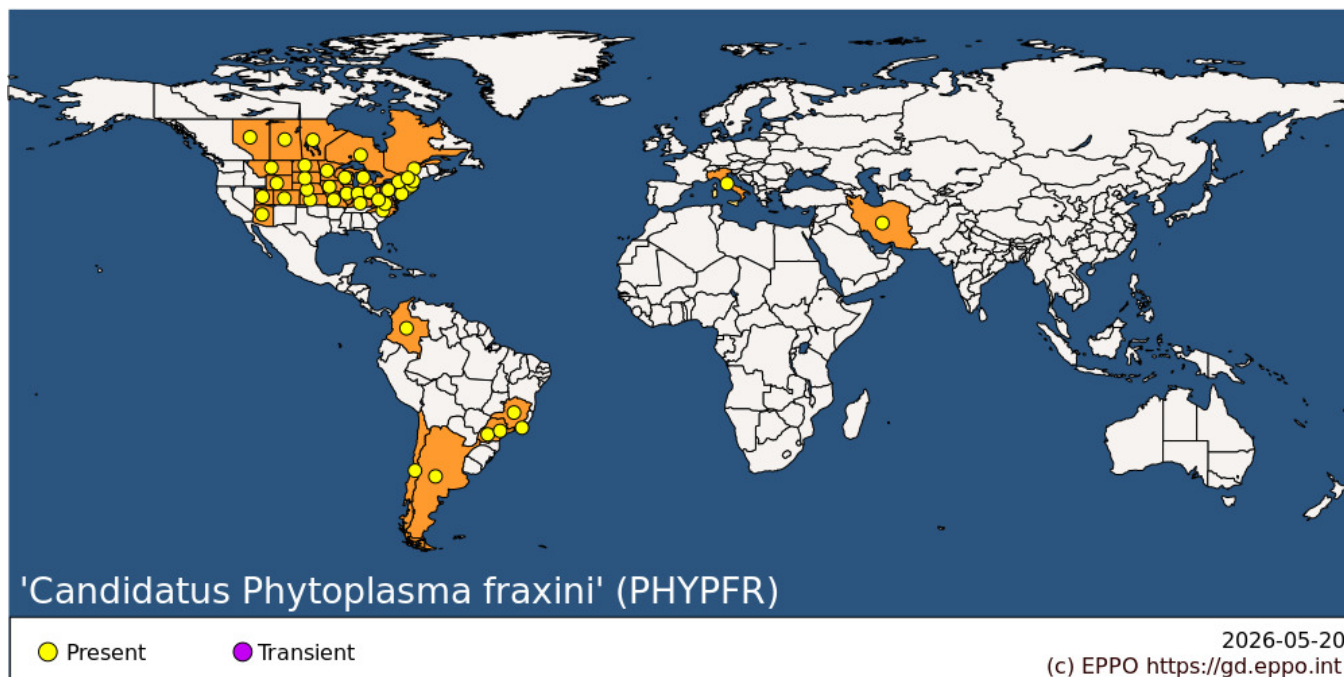 'Candidatus Phytoplasma fraxini' (PHYPFR)
Present
Transient
2026-05-20
(c) EPPO https://gd.eppo.int